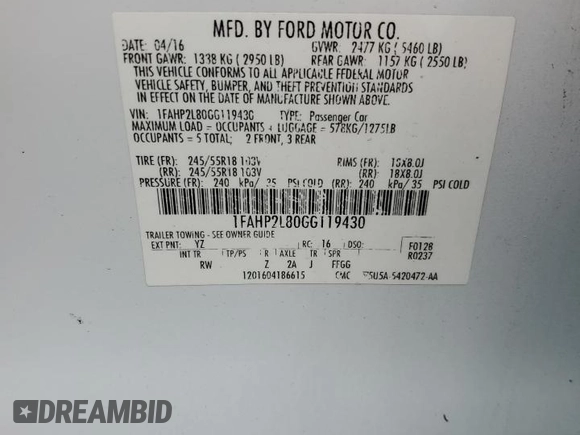 MFD. BY FORD MOTOR CO.
DATE: 04/16 GVWR: 2477 KG ( 5460 LB)
FRONT GAWR: 1338 KG ( 2950 LB) REAR GAWR: 1157 KG ( 2550 LB)
THIS VEHICLE CONFORMS TO ALL APPLICABLE FEDERAL MOTOR
VEHICLE SAFETY, BUMPER, AND THEFT PREVENTION STANDARDS
IN EFFECT ON THE DATE OF MANUFACTURE SHOWN ABOVE.
VIN: 1FAHP2L80GG119430 TYPE: Passenger Car
MAXIMUM LOAD = OCCUPANTS + LUGGAGE = 578KG/1275LB
OCCUPANTS = 5 TOTAL; 2 FRONT, 3 REAR
TIRE (FR): 245/55R18 103V RIMS (FR): 18X8.0J
(RR): 245/55R18 103V (RR): 18X8.0J
PRESSURE (FR): 240 kPa/ 35 PSI COLD (RR): 240 kPa/ 35 PSI COLD
1FAHP2L80GG119430
TRAILER TOWING - SEE OWNER GUIDE
EXT PNT: YZ RC: 16 DSO: F0128
INT TR TP/PS R AXLE TR SPR R0237
RW Z 2A J FFGG
1201604186615 CMC 5U5A-5420472-AA
DREAMBID